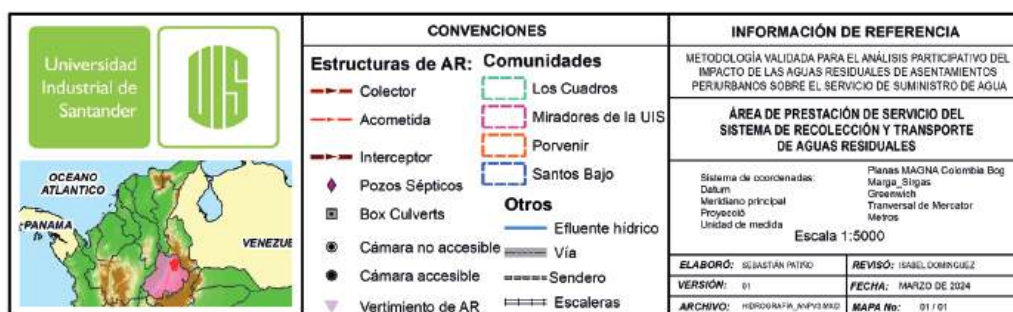 Universidad
Industrial de
Santander
UIS
OCEANO
ATLANTICO
PANAMA
VENEZUE
CONVENCIONES
Estructuras de AR:
Colector
Acometida
Interceptor
Pozos Sépticos
Box Culverts
Cámara no accesible
Cámara accesible
Vertimiento de AR
Comunidades
Los Cuadros
Miradores de la UIS
Porvenir
Santos Bajo
Otros
Efluente hídrico
Vía
Sendero
Escaleras
INFORMACIÓN DE REFERENCIA
METODOLOGÍA VALIDADA PARA EL ANÁLISIS PARTICIPATIVO DEL
IMPACTO DE LAS AGUAS RESIDUALES DE ASENTAMIENTOS
PERIURBANOS SOBRE EL SERVICIO DE SUMINISTRO DE AGUA
ÁREA DE PRESTACIÓN DE SERVICIO DEL
SISTEMA DE RECOLECCIÓN Y TRANSPORTE
DE AGUAS RESIDUALES
Sistema de coordenadas: Planas MAGNA Colombia Bog
Datum Marga_Sirgas
Meridiano principal Greenwich
Proyecció Tranversal de Mercator
Unidad de medida Metros
Escala 1:5000
ELABORÓ: SEBASTIÁN PATIÑO REVISÓ: ISABEL DOMINGUEZ
VERSIÓN: 01 FECHA: MARZO DE 2024
ARCHIVO: MAPA No: 01 / 01